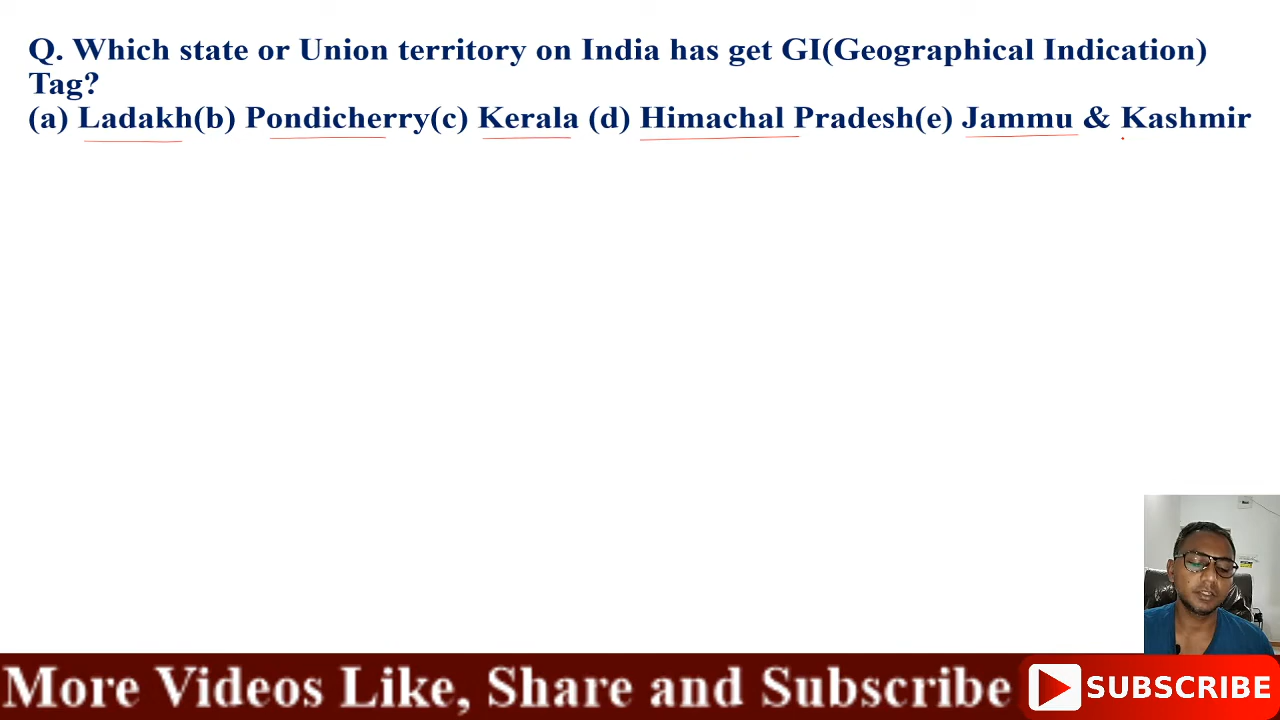 Q. Which state or Union territory on India has get GI(Geographical Indication)
Tag?
(a) Ladakh(b) Pondicherry(c) Kerala (d) Himachal Pradesh(e) Jammu & Kashmir
More Videos Like, Share and Subscribe
SUBSCRIBE